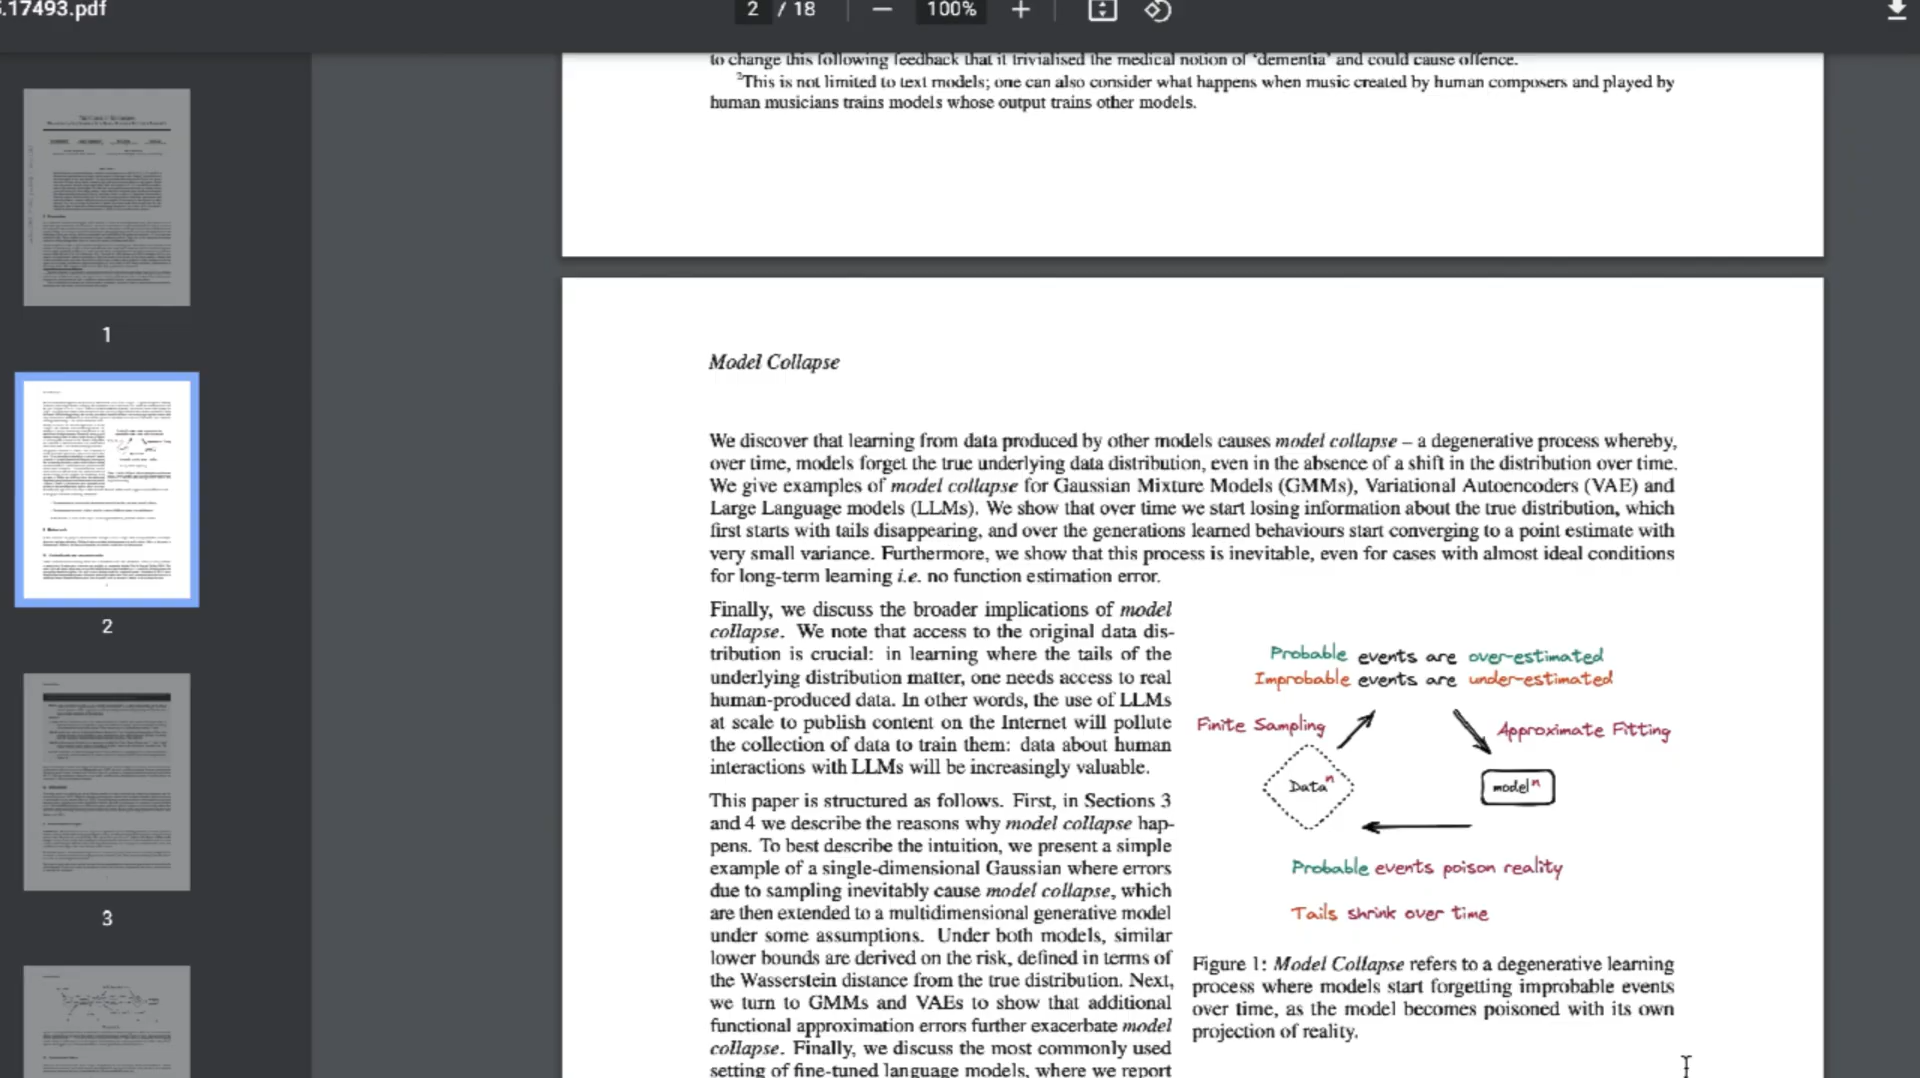 .17493.pdf
2 / 18
100%
to change this following feedback that it trivialised the medical notion of ‘dementia’ and could cause offence.
2This is not limited to text models; one can also consider what happens when music created by human composers and played by
human musicians trains models whose output trains other models.
1
2
3
Model Collapse
We discover that learning from data produced by other models causes model collapse – a degenerative process whereby,
over time, models forget the true underlying data distribution, even in the absence of a shift in the distribution over time.
We give examples of model collapse for Gaussian Mixture Models (GMMs), Variational Autoencoders (VAE) and
Large Language models (LLMs). We show that over time we start losing information about the true distribution, which
first starts with tails disappearing, and over the generations learned behaviours start converging to a point estimate with
very small variance. Furthermore, we show that this process is inevitable, even for cases with almost ideal conditions
for long-term learning i.e. no function estimation error.
Finally, we discuss the broader implications of model
collapse. We note that access to the original data dis-
tribution is crucial: in learning where the tails of the
underlying distribution matter, one needs access to real
human-produced data. In other words, the use of LLMs
at scale to publish content on the Internet will pollute
the collection of data to train them: data about human
interactions with LLMs will be increasingly valuable.
This paper is structured as follows. First, in Sections 3
and 4 we describe the reasons why model collapse hap-
pens. To best describe the intuition, we present a simple
example of a single-dimensional Gaussian where errors
due to sampling inevitably cause model collapse, which
are then extended to a multidimensional generative model
under some assumptions. Under both models, similar
lower bounds are derived on the risk, defined in terms of
the Wasserstein distance from the true distribution. Next,
we turn to GMMs and VAEs to show that additional
functional approximation errors further exacerbate model
collapse. Finally, we discuss the most commonly used
setting of fine-tuned language models, where we report
Probable events are over-estimated
Improbable events are under-estimated
Finite Sampling
Approximate Fitting
Data^n
model^n
Probable events poison reality
Tails shrink over time
Figure 1: Model Collapse refers to a degenerative learning
process where models start forgetting improbable events
over time, as the model becomes poisoned with its own
projection of reality.